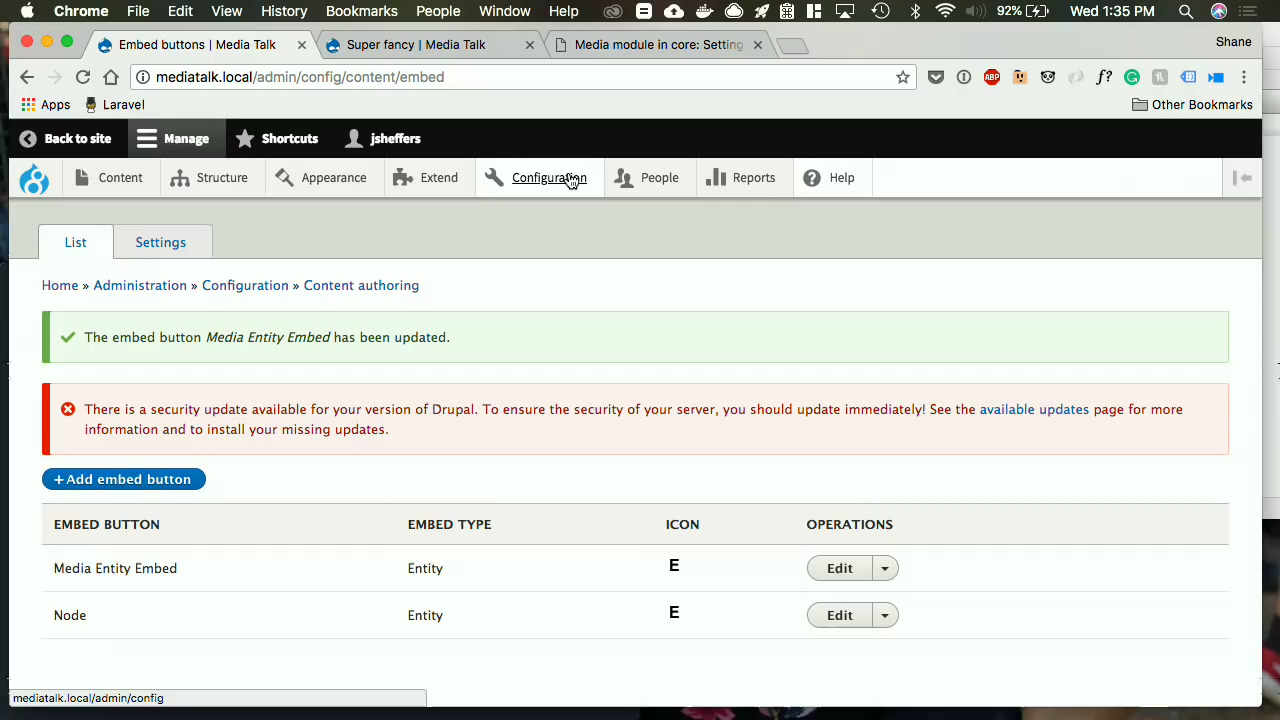 Chrome File Edit View History Bookmarks People Window Help 92% Wed 1:35 PM
Embed buttons | Media Talk Super fancy | Media Talk Media module in core: Setting Shane
mediatalk.local/admin/config/content/embed ABP f?
Apps Laravel Other Bookmarks
Back to site Manage Shortcuts jsheffers
Content Structure Appearance Extend Configuration People Reports Help
List Settings
Home » Administration » Configuration » Content authoring
The embed button Media Entity Embed has been updated.
There is a security update available for your version of Drupal. To ensure the security of your server, you should update immediately! See the available updates page for more
information and to install your missing updates.
+ Add embed button
EMBED BUTTON EMBED TYPE ICON OPERATIONS
Media Entity Embed Entity E Edit
Node Entity E Edit
mediatalk.local/admin/config